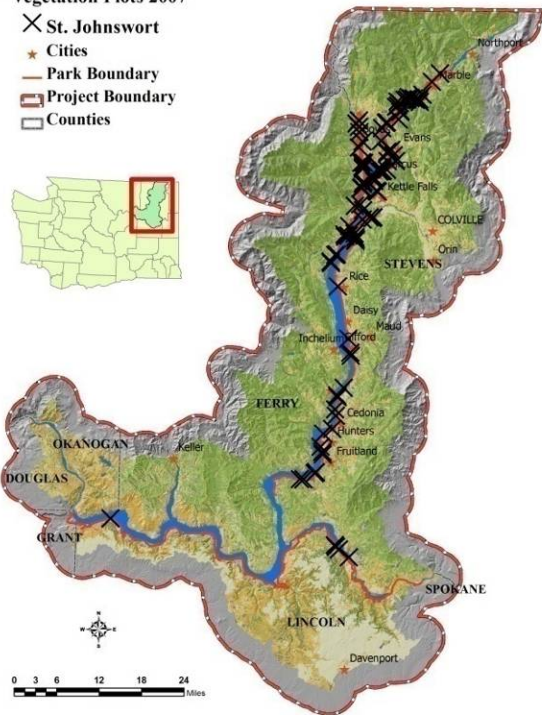 Vegetation Plots 2007
St. Johnswort
Cities
Park Boundary
Project Boundary
Counties
Northport
Marble
Evans
Kettle Falls
COLVILLE
Orin
STEVENS
Rice
Daisy
Maud
Inchelium
Gifford
FERRY
Cedonia
Hunters
Fruitland
OKANOGAN
Keller
DOUGLAS
GRANT
SPOKANE
LINCOLN
Davenport
N
W E
S
0 3 6 12 18 24
Miles